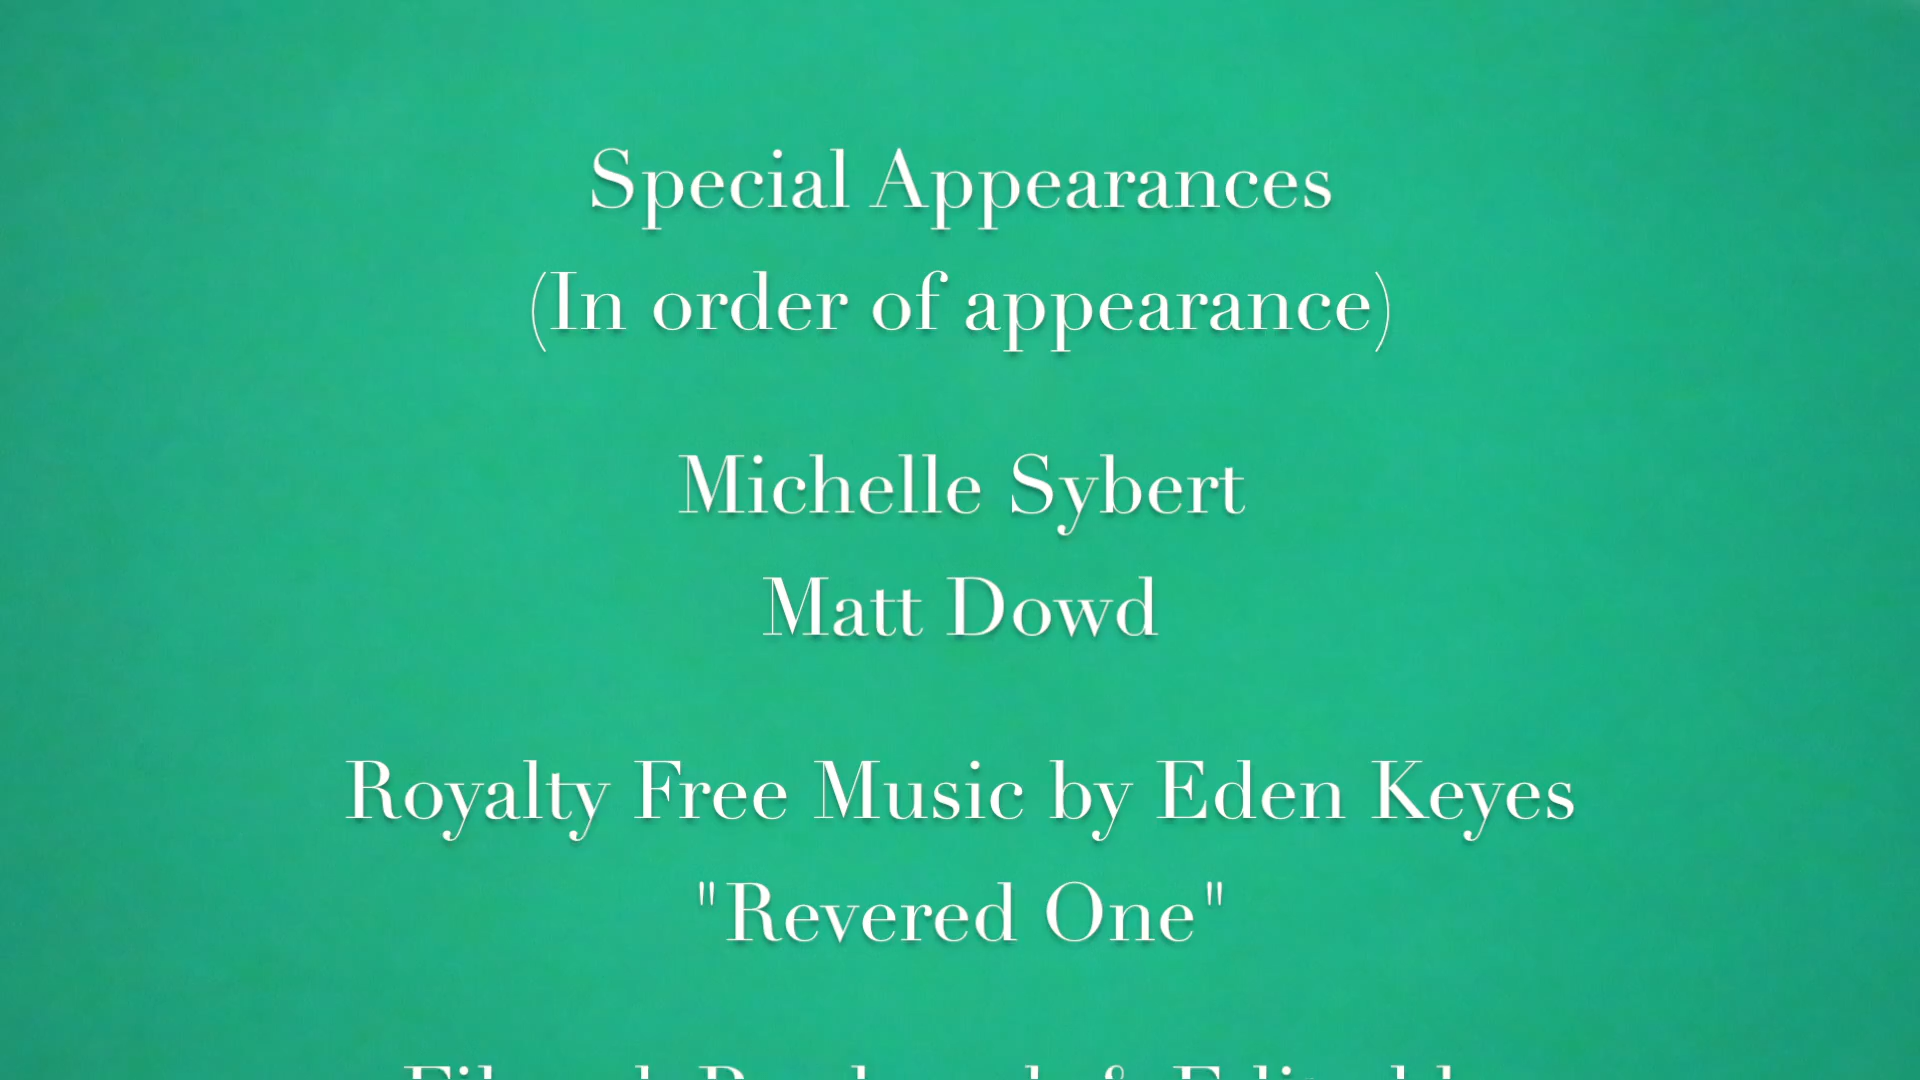 Special Appearances
(In order of appearance)
Michelle Sybert
Matt Dowd
Royalty Free Music by Eden Keyes
"Revered One"